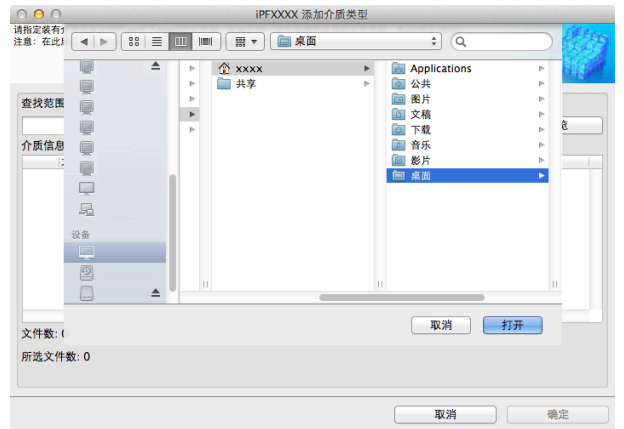 iPFXXXX 添加介质类型
请指定装有
注意：在此
桌面
xxxx
共享
Applications
公共
图片
文稿
下载
音乐
影片
桌面
查找范围
览
介质信息
设备
取消
打开
文件数:
所选文件数: 0
取消
确定